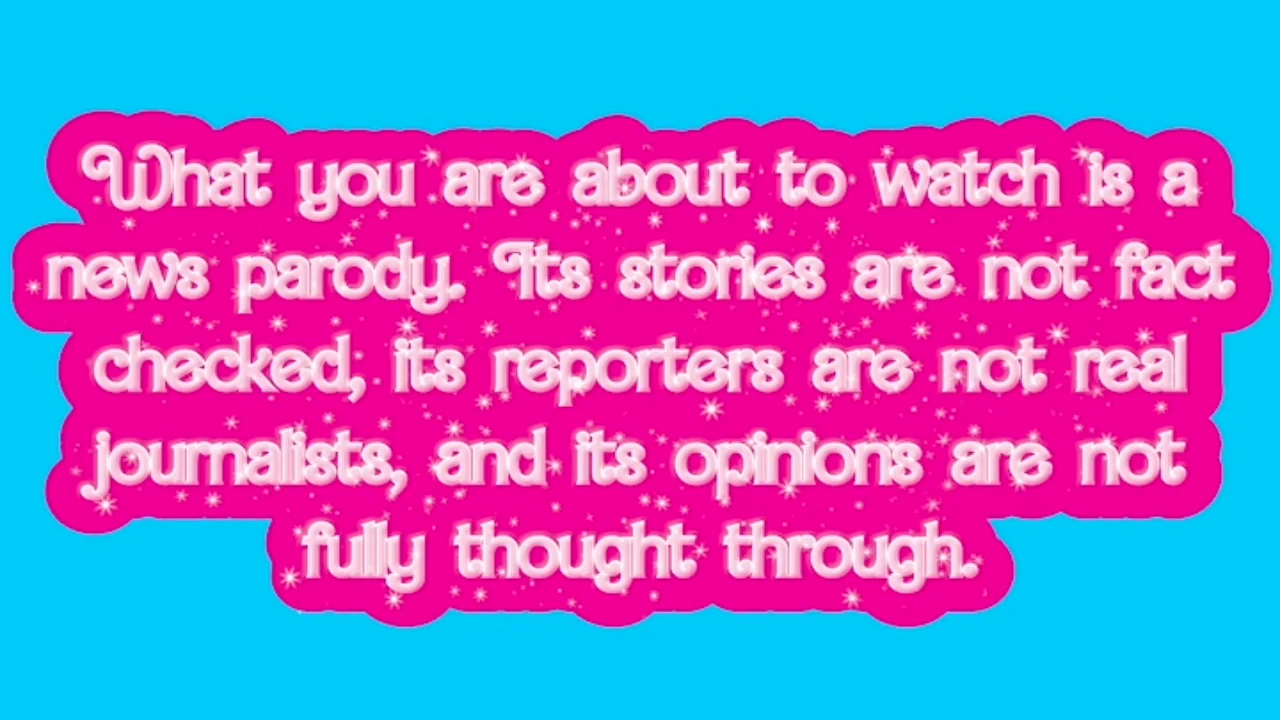 What you are about to watch is a
news parody. Its stories are not fact
checked, its reporters are not real
journalists, and its opinions are not
fully thought through.